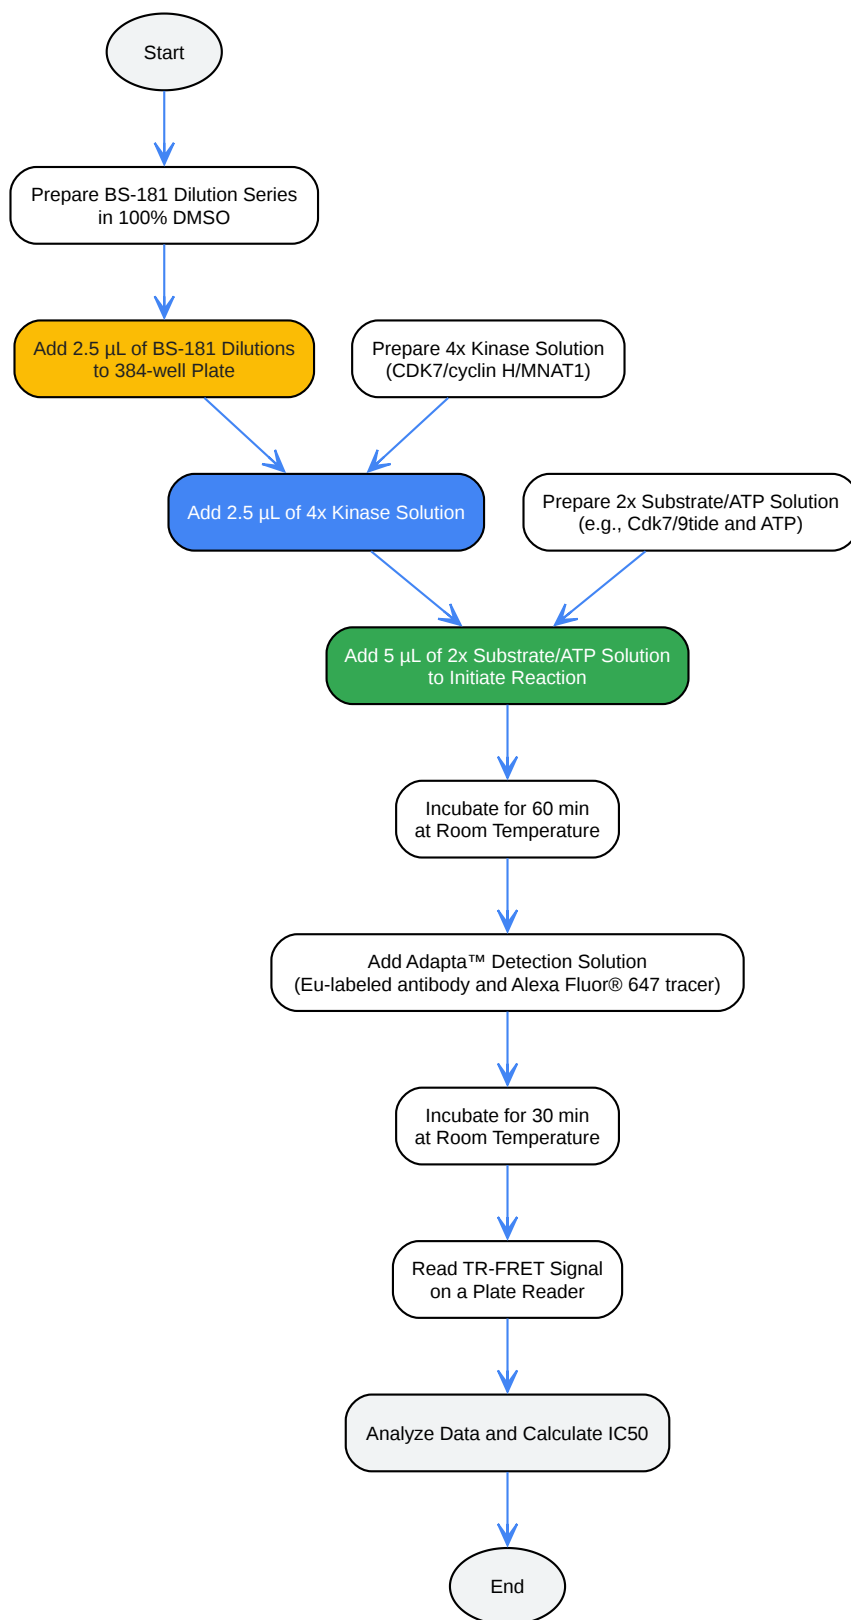 Start
Prepare BS-181 Dilution Series
in 100% DMSO
Add 2.5 µL of BS-181 Dilutions
to 384-well Plate
Prepare 4x Kinase Solution
(CDK7/cyclin H/MNAT1)
Add 2.5 µL of 4x Kinase Solution
Prepare 2x Substrate/ATP Solution
(e.g., Cdk7/9tide and ATP)
Add 5 µL of 2x Substrate/ATP Solution
to Initiate Reaction
Incubate for 60 min
at Room Temperature
Add Adapta™ Detection Solution
(Eu-labeled antibody and Alexa Fluor® 647 tracer)
Incubate for 30 min
at Room Temperature
Read TR-FRET Signal
on a Plate Reader
Analyze Data and Calculate IC50
End